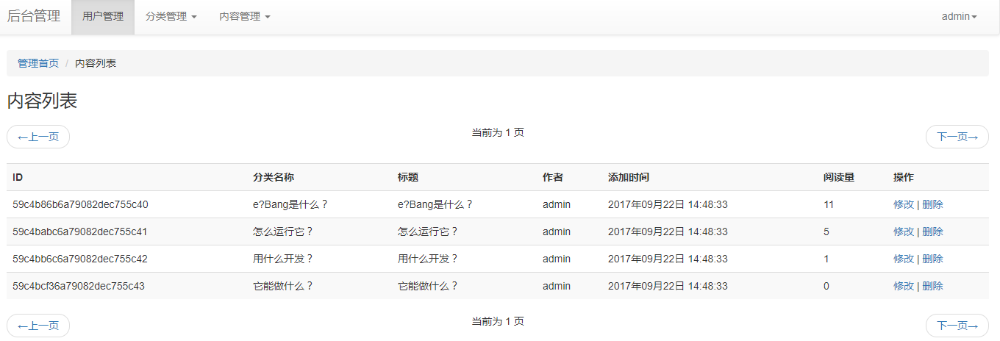 后台管理 用户管理 分类管理 内容管理 admin
管理首页 / 内容列表
内容列表
←上一页 当前为 1 页 下一页→
ID 分类名称 标题 作者 添加时间 阅读量 操作
59c4b86b6a79082dec755c40 e?Bang是什么？ e?Bang是什么？ admin 2017年09月22日 14:48:33 11 修改 | 删除
59c4babc6a79082dec755c41 怎么运行它？ 怎么运行它？ admin 2017年09月22日 14:48:33 5 修改 | 删除
59c4bb6c6a79082dec755c42 用什么开发？ 用什么开发？ admin 2017年09月22日 14:48:33 1 修改 | 删除
59c4bcf36a79082dec755c43 它能做什么？ 它能做什么？ admin 2017年09月22日 14:48:33 0 修改 | 删除
←上一页 当前为 1 页 下一页→